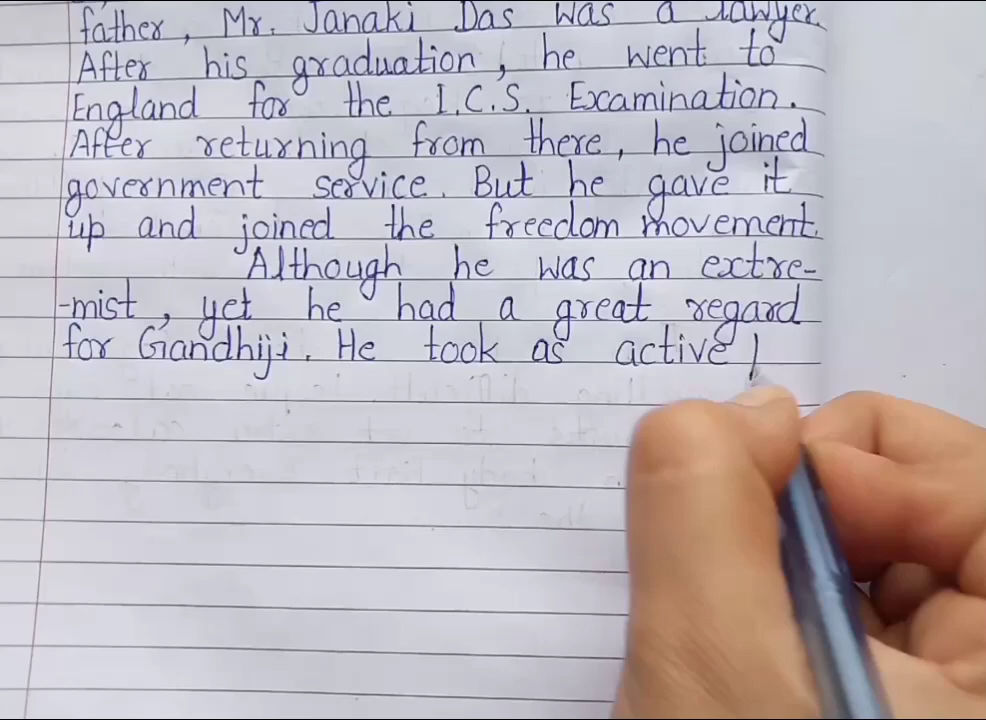 father, Mr. Janaki Das was a lawyer.
After his graduation, he went to
England for the I.C.S. Examination.
After returning from there, he joined
government service. But he gave it
up and joined the freedom movement.
Although he was an extre-
-mist, yet he had a great regard
for Gandhiji. He took as active